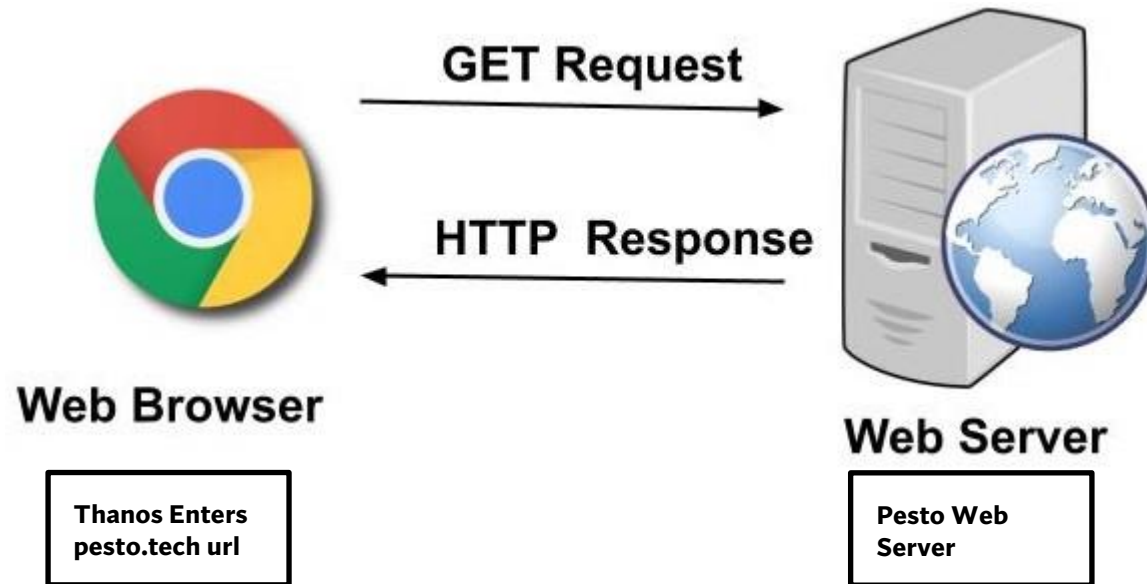 GET Request
HTTP Response
Web Browser
Web Server
Thanos Enters
pesto.tech url
Pesto Web
Server